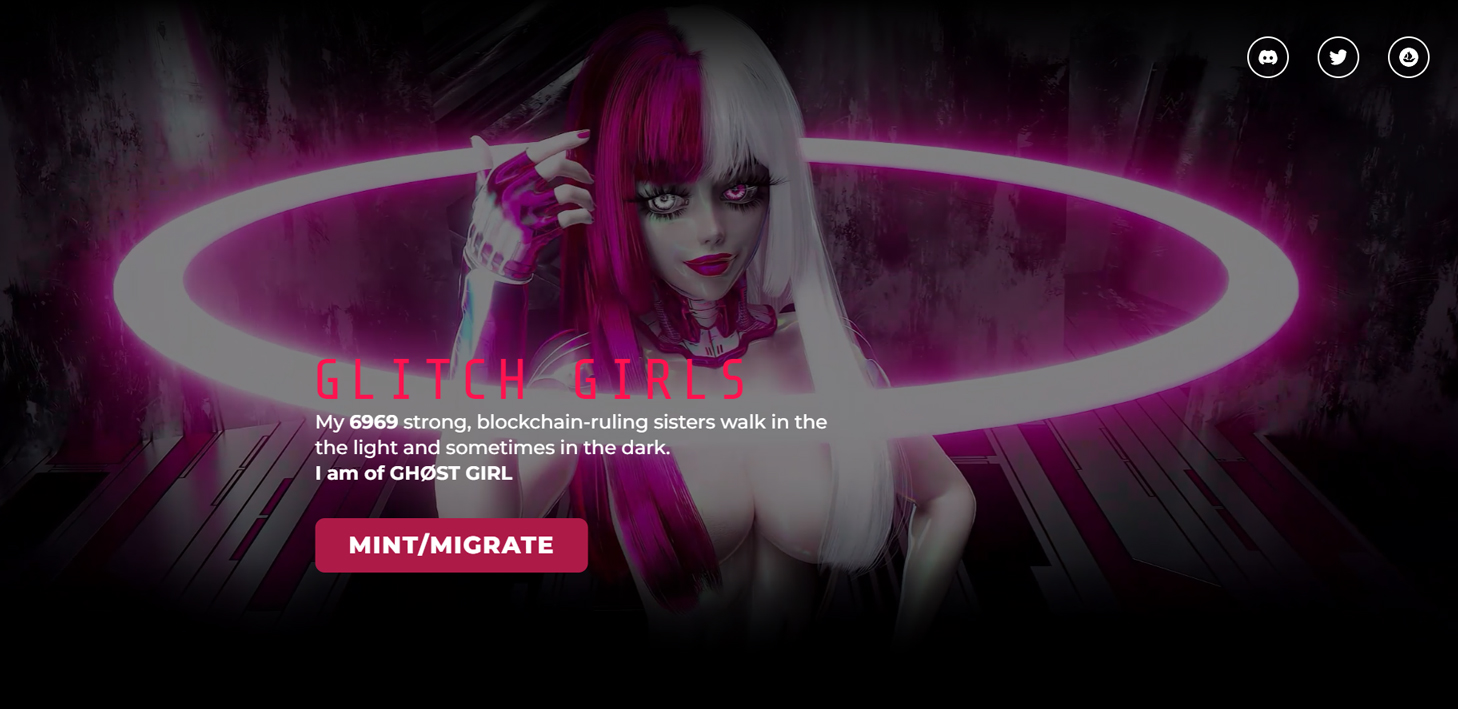 GLITCH GIRLS
My 6969 strong, blockchain-ruling sisters walk in the
the light and sometimes in the dark.
I am of GHØST GIRL
MINT/MIGRATE